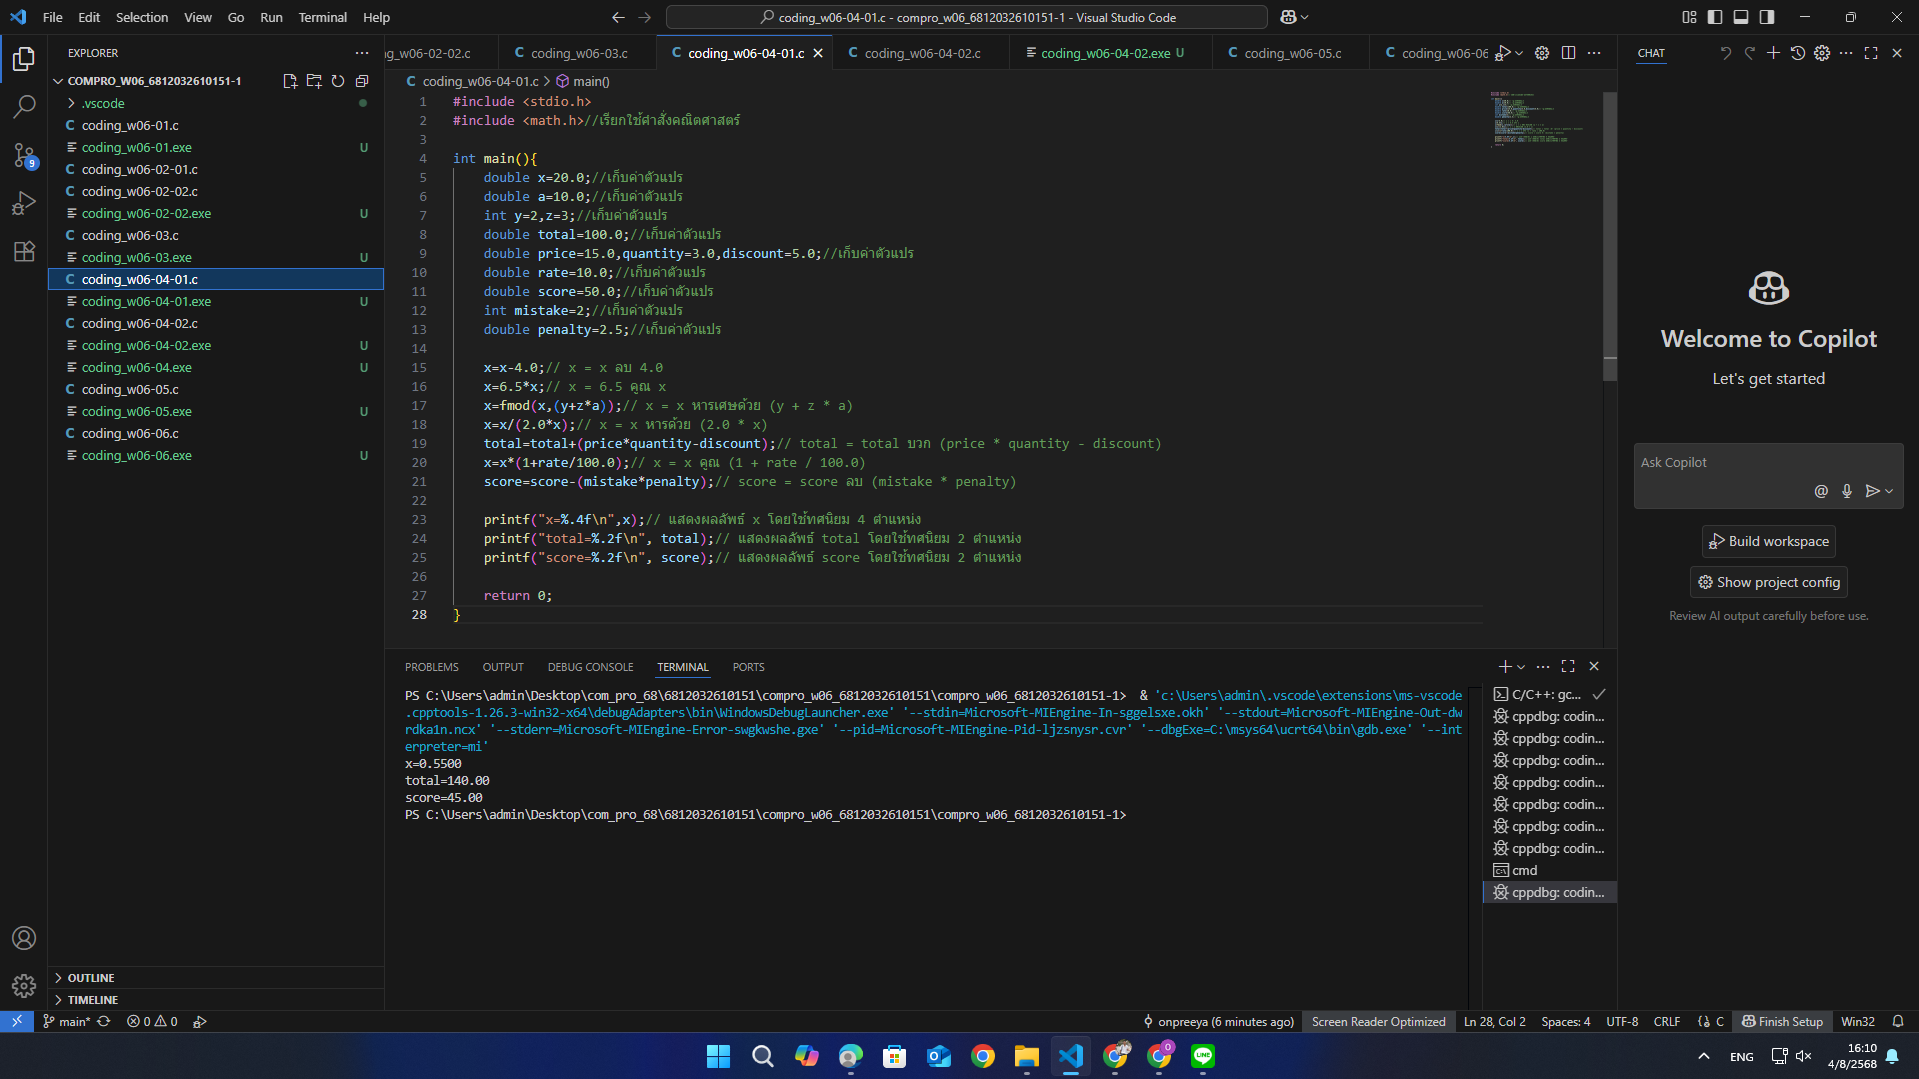 File Edit Selection View Go Run Terminal Help
coding_w06-04-01.c - compro_w06_6812032610151-1 - Visual Studio Code
EXPLORER
COMPRO_W06_6812032610151-1
.vscode
C coding_w06-01.c
coding_w06-01.exe U
C coding_w06-02-01.c
C coding_w06-02-02.c
coding_w06-02-02.exe U
C coding_w06-03.c
coding_w06-03.exe U
C coding_w06-04-01.c
coding_w06-04-01.exe U
C coding_w06-04-02.c
coding_w06-04-02.exe U
coding_w06-04.exe U
C coding_w06-05.c
coding_w06-05.exe U
C coding_w06-06.c
coding_w06-06.exe U
OUTLINE
TIMELINE
9
g_w06-02-02.c C coding_w06-03.c C coding_w06-04-01.c C coding_w06-04-02.c coding_w06-04-02.exe U C coding_w06-05.c C coding_w06-06
C coding_w06-04-01.c > main()
1 #include <stdio.h>
2 #include <math.h>//เรียกใช้คำสั่งคณิตศาสตร์
3
4 int main(){
5 double x=20.0;//เก็บค่าตัวแปร
6 double a=10.0;//เก็บค่าตัวแปร
7 int y=2,z=3;//เก็บค่าตัวแปร
8 double total=100.0;//เก็บค่าตัวแปร
9 double price=15.0,quantity=3.0,discount=5.0;//เก็บค่าตัวแปร
10 double rate=10.0;//เก็บค่าตัวแปร
11 double score=50.0;//เก็บค่าตัวแปร
12 int mistake=2;//เก็บค่าตัวแปร
13 double penalty=2.5;//เก็บค่าตัวแปร
14
15 x=x-4.0;// x = x ลบ 4.0
16 x=6.5*x;// x = 6.5 คูณ x
17 x=fmod(x,(y+z*a));// x = x หารเศษด้วย (y + z * a)
18 x=x/(2.0*x);// x = x หารด้วย (2.0 * x)
19 total=total+(price*quantity-discount);// total = total บวก (price * quantity - discount)
20 x=x*(1+rate/100.0);// x = x คูณ (1 + rate / 100.0)
21 score=score-(mistake*penalty);// score = score ลบ (mistake * penalty)
22
23 printf("x=%.4f\n",x);// แสดงผลลัพธ์ x โดยใช้ทศนิยม 4 ตำแหน่ง
24 printf("total=%.2f\n", total);// แสดงผลลัพธ์ total โดยใช้ทศนิยม 2 ตำแหน่ง
25 printf("score=%.2f\n", score);// แสดงผลลัพธ์ score โดยใช้ทศนิยม 2 ตำแหน่ง
26
27 return 0;
28 }
PROBLEMS OUTPUT DEBUG CONSOLE TERMINAL PORTS
PS C:\Users\admin\Desktop\com_pro_68\6812032610151\compro_w06_6812032610151\compro_w06_6812032610151-1> & 'c:\Users\admin\.vscode\extensions\ms-vscode
.cpptools-1.26.3-win32-x64\debugAdapters\bin\WindowsDebugLauncher.exe' '--stdin=Microsoft-MIEngine-In-sggelsxe.okh' '--stdout=Microsoft-MIEngine-Out-dw
rdka1n.ncx' '--stderr=Microsoft-MIEngine-Error-swgkwshe.gxe' '--pid=Microsoft-MIEngine-Pid-ljzsnysr.cvr' '--dbgExe=C:\msys64\ucrt64\bin\gdb.exe' '--int
erpreter=mi'
x=0.5500
total=140.00
score=45.00
PS C:\Users\admin\Desktop\com_pro_68\6812032610151\compro_w06_6812032610151\compro_w06_6812032610151-1>
C/C++: gc...
cppdbg: codin...
cppdbg: codin...
cppdbg: codin...
cppdbg: codin...
cppdbg: codin...
cppdbg: codin...
cppdbg: codin...
cmd
cppdbg: codin...
CHAT
Welcome to Copilot
Let's get started
Ask Copilot
Build workspace
Show project config
Review AI output carefully before use.
main* 0 0
onpreeya (6 minutes ago) Screen Reader Optimized Ln 28, Col 2 Spaces: 4 UTF-8 CRLF C Finish Setup Win32
ENG
16:10
4/8/2568